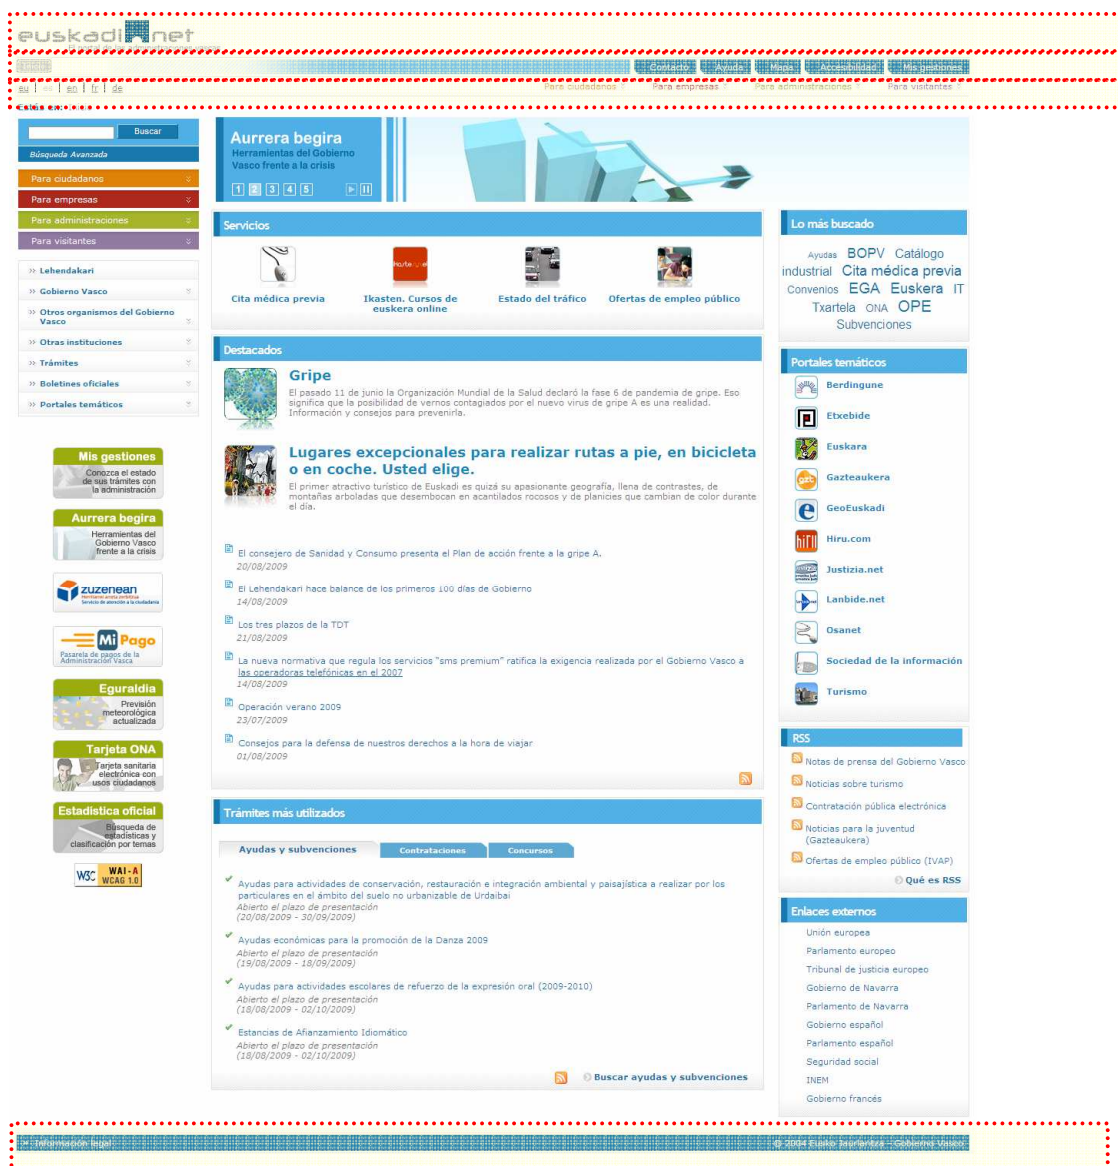 euskadi.net
El portal de las administraciones vascas
Contacto
Ayuda
Mapa
Accesibilidad
Mis gestiones
eu | es | en | fr | de
Para ciudadanos
Para empresas
Para administraciones
Para visitantes
Estás en: Inicio
Buscar
Búsqueda Avanzada
Para ciudadanos
Para empresas
Para administraciones
Para visitantes
Lehendakari
Gobierno Vasco
Otros organismos del Gobierno
Vasco
Otras instituciones
Trámites
Boletines oficiales
Portales temáticos
Mis gestiones
Conozca el estado
de sus trámites con
la administración
Aurrera begira
Herramientas del
Gobierno Vasco
frente a la crisis
zuzenean
Herritarrei arreta zerbitzua
Servicio de atención a la ciudadanía
Mi Pago
Pasarela de pagos de la
Administración Vasca
Eguraldia
Previsión
meteorológica
actualizada
Tarjeta ONA
Tarjeta sanitaria
electrónica con
usos ciudadanos
Estadística oficial
Búsqueda de
estadísticas y
clasificación por temas
W3C WAI-A
WCAG 1.0
Aurrera begira
Herramientas del Gobierno
Vasco frente a la crisis
1 2 3 4 5
Servicios
Cita médica previa
Ikasten. Cursos de
euskera online
Estado del tráfico
Ofertas de empleo público
Destacados
Gripe
El pasado 11 de junio la Organización Mundial de la Salud declaró la fase 6 de pandemia de gripe. Eso
significa que la posibilidad de vernos contagiados por el nuevo virus de gripe A es una realidad.
Información y consejos para prevenirla.
Lugares excepcionales para realizar rutas a pie, en bicicleta
o en coche. Usted elige.
El primer atractivo turístico de Euskadi es quizá su apasionante geografía, llena de contrastes, de
montañas arboladas que desembocan en acantilados rocosos y de planicies que cambian de color durante
el día.
El consejero de Sanidad y Consumo presenta el Plan de acción frente a la gripe A.
20/08/2009
El Lehendakari hace balance de los primeros 100 días de Gobierno
14/08/2009
Los tres plazos de la TDT
21/08/2009
La nueva normativa que regula los servicios "sms premium" ratifica la exigencia realizada por el Gobierno Vasco a
las operadoras telefónicas en el 2007
14/08/2009
Operación verano 2009
23/07/2009
Consejos para la defensa de nuestros derechos a la hora de viajar
01/08/2009
Trámites más utilizados
Ayudas y subvenciones
Contrataciones
Concursos
Ayudas para actividades de conservación, restauración e integración ambiental y paisajística a realizar por los
particulares en el ámbito del suelo no urbanizable de Urdaibai
Abierto el plazo de presentación
(20/08/2009 - 30/09/2009)
Ayudas económicas para la promoción de la Danza 2009
Abierto el plazo de presentación
(19/08/2009 - 18/09/2009)
Ayudas para actividades escolares de refuerzo de la expresión oral (2009-2010)
Abierto el plazo de presentación
(18/08/2009 - 02/10/2009)
Estancias de Afianzamiento Idiomático
Abierto el plazo de presentación
(18/08/2009 - 02/10/2009)
Buscar ayudas y subvenciones
Lo más buscado
Ayudas BOPV Catálogo
industrial Cita médica previa
Convenios EGA Euskera IT
Txartela ONA OPE
Subvenciones
Portales temáticos
Berdingune
Etxebide
Euskara
Gazteaukera
GeoEuskadi
Hiru.com
Justizia.net
Lanbide.net
Osanet
Sociedad de la información
Turismo
RSS
Notas de prensa del Gobierno Vasco
Noticias sobre turismo
Contratación pública electrónica
Noticias para la juventud
(Gazteaukera)
Ofertas de empleo público (IVAP)
Qué es RSS
Enlaces externos
Unión europea
Parlamento europeo
Tribunal de justicia europeo
Gobierno de Navarra
Parlamento de Navarra
Gobierno español
Parlamento español
Seguridad social
INEM
Gobierno francés
Información legal
© 2004 Eusko Jaurlaritza - Gobierno Vasco